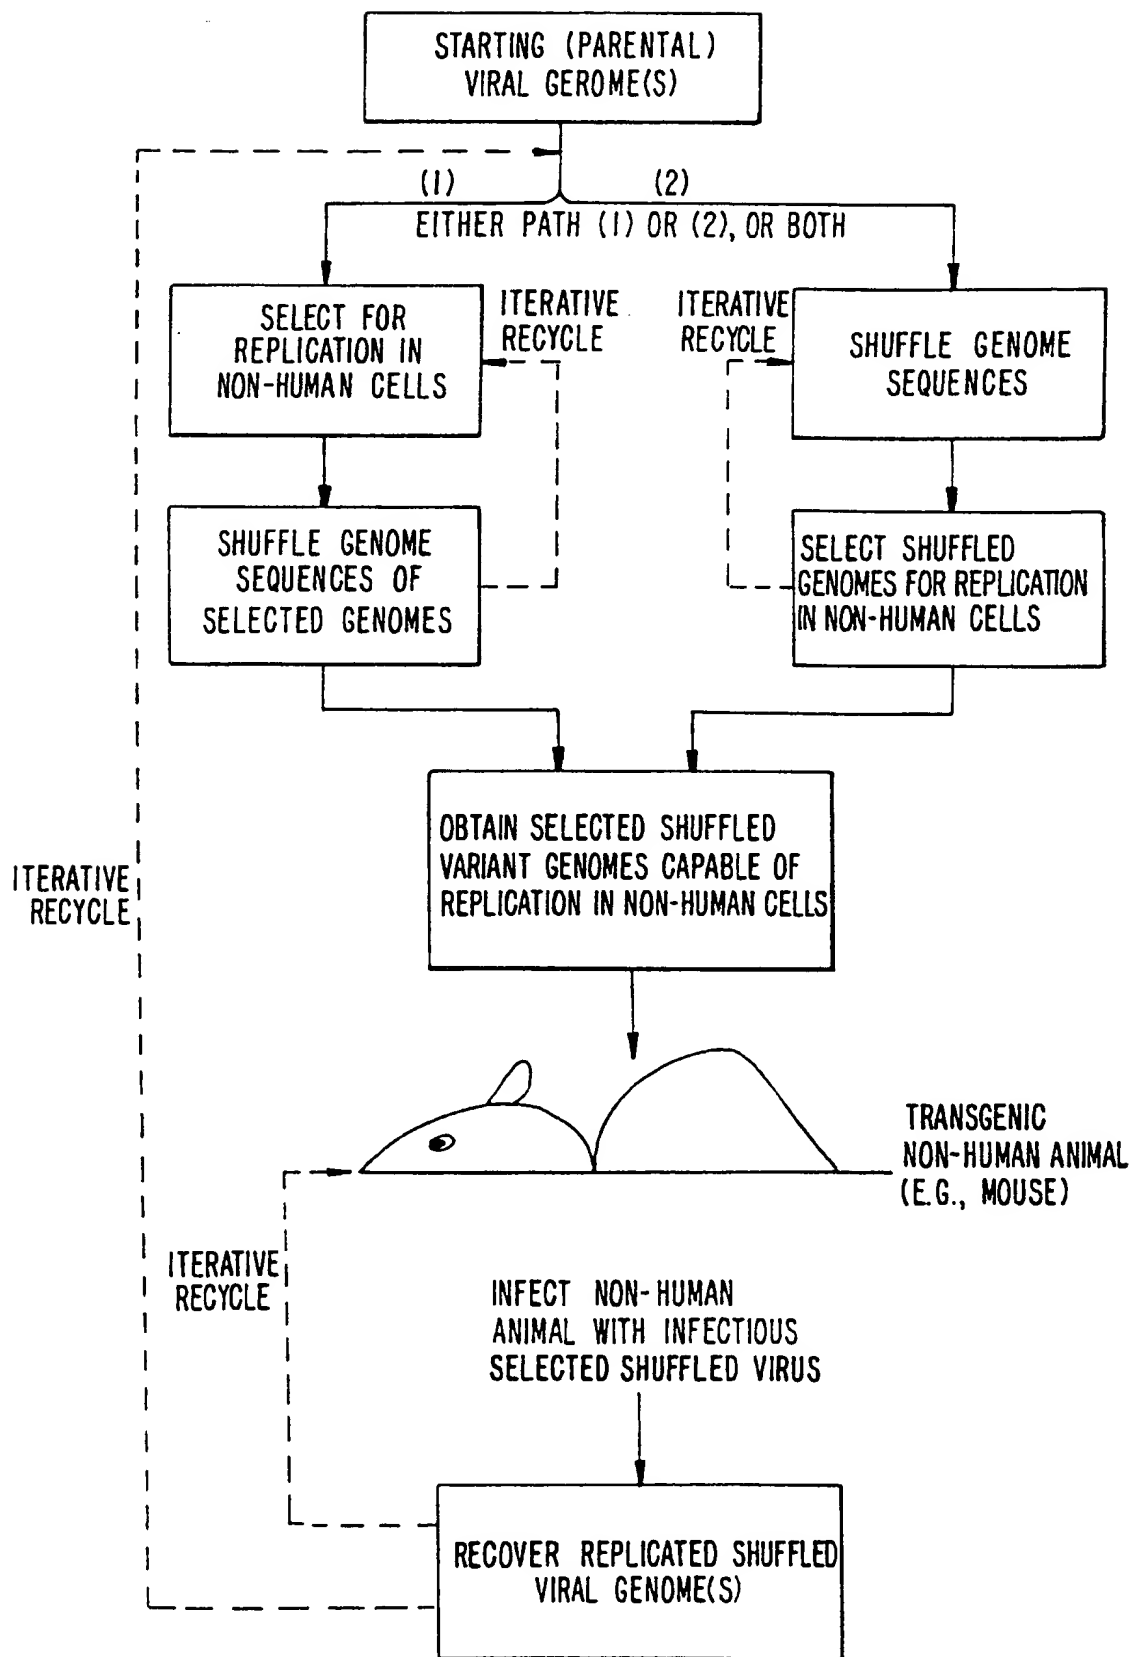 STARTING (PARENTAL)
VIRAL GEROME(S)
(1)
(2)
EITHER PATH (1) OR (2), OR BOTH
SELECT FOR
REPLICATION IN
NON-HUMAN CELLS
ITERATIVE
RECYCLE
ITERATIVE
RECYCLE
SHUFFLE GENOME
SEQUENCES
SHUFFLE GENOME
SEQUENCES OF
SELECTED GENOMES
SELECT SHUFFLED
GENOMES FOR REPLICATION
IN NON-HUMAN CELLS
OBTAIN SELECTED SHUFFLED
VARIANT GENOMES CAPABLE OF
REPLICATION IN NON-HUMAN CELLS
ITERATIVE
RECYCLE
TRANSGENIC
NON-HUMAN ANIMAL
(E.G., MOUSE)
ITERATIVE
RECYCLE
INFECT NON-HUMAN
ANIMAL WITH INFECTIOUS
SELECTED SHUFFLED VIRUS
RECOVER REPLICATED SHUFFLED
VIRAL GENOME(S)